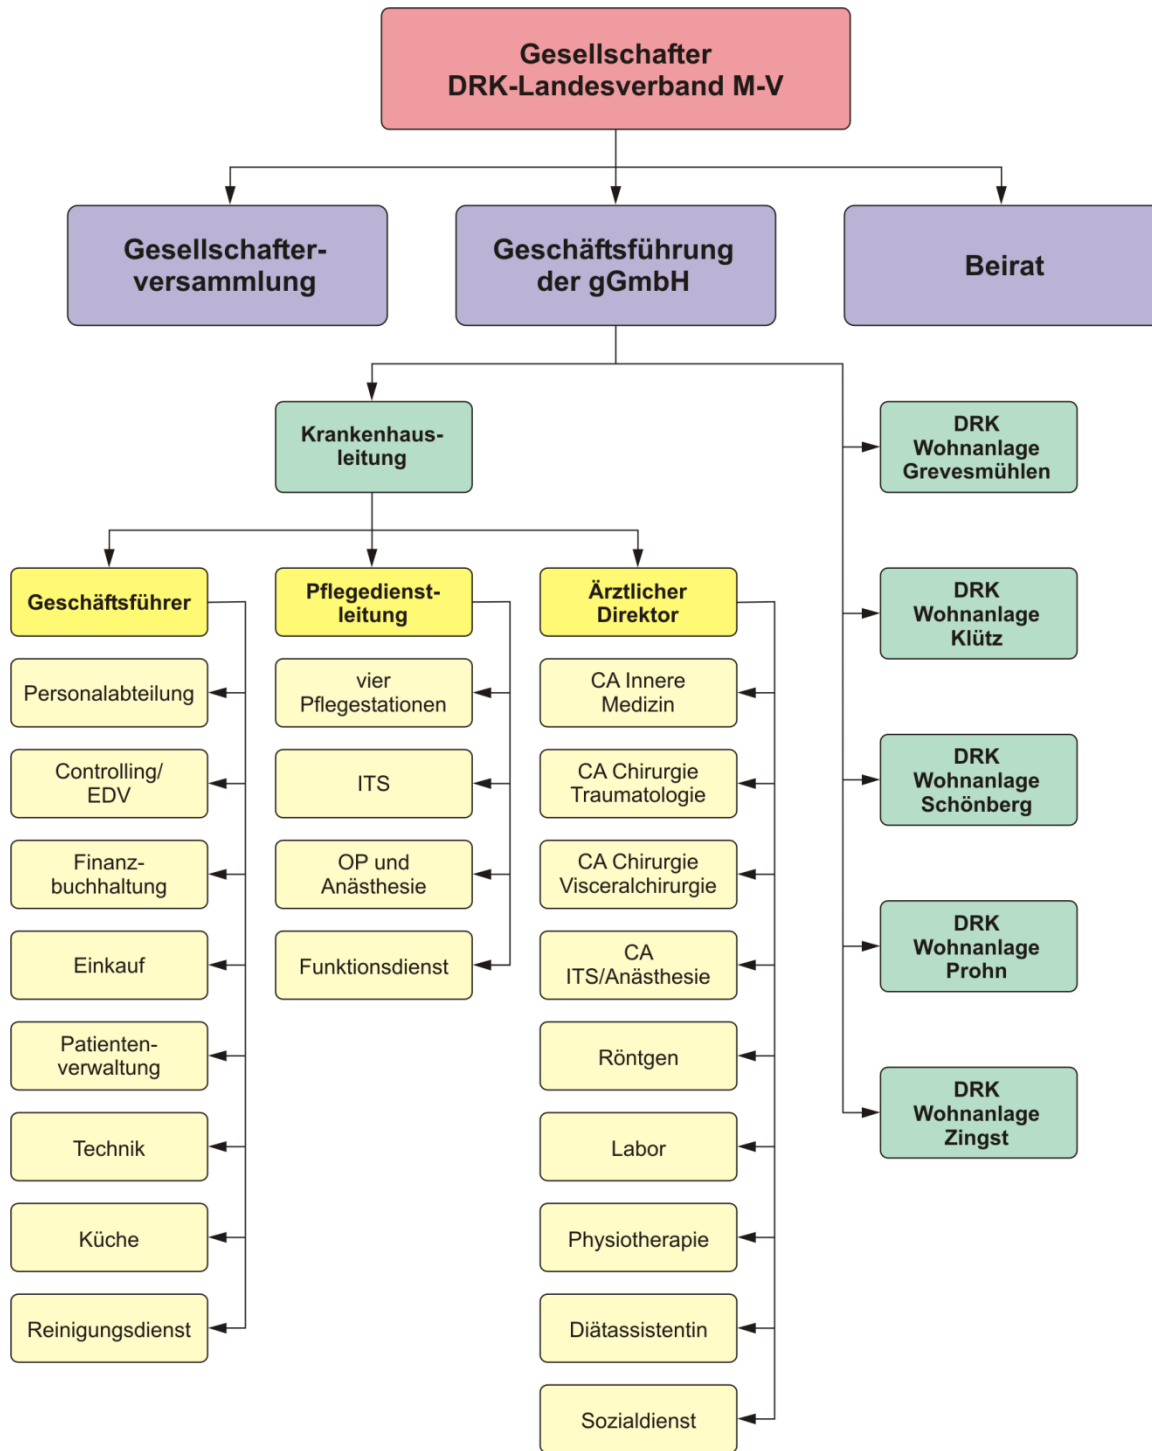 Gesellschafter
DRK-Landesverband M-V
Gesellschafter-
versammlung
Geschäftsführung
der gGmbH
Beirat
Krankenhaus-
leitung
DRK
Wohnanlage
Grevesmühlen
DRK
Wohnanlage
Klütz
DRK
Wohnanlage
Schönberg
DRK
Wohnanlage
Prohn
DRK
Wohnanlage
Zingst
Geschäftsführer
Personalabteilung
Controlling/
EDV
Finanz-
buchhaltung
Einkauf
Patienten-
verwaltung
Technik
Küche
Reinigungsdienst
Pflegedienst-
leitung
vier
Pflegestationen
ITS
OP und
Anästhesie
Funktionsdienst
Ärztlicher
Direktor
CA Innere
Medizin
CA Chirurgie
Traumatologie
CA Chirurgie
Visceralchirurgie
CA
ITS/Anästhesie
Röntgen
Labor
Physiotherapie
Diätassistentin
Sozialdienst